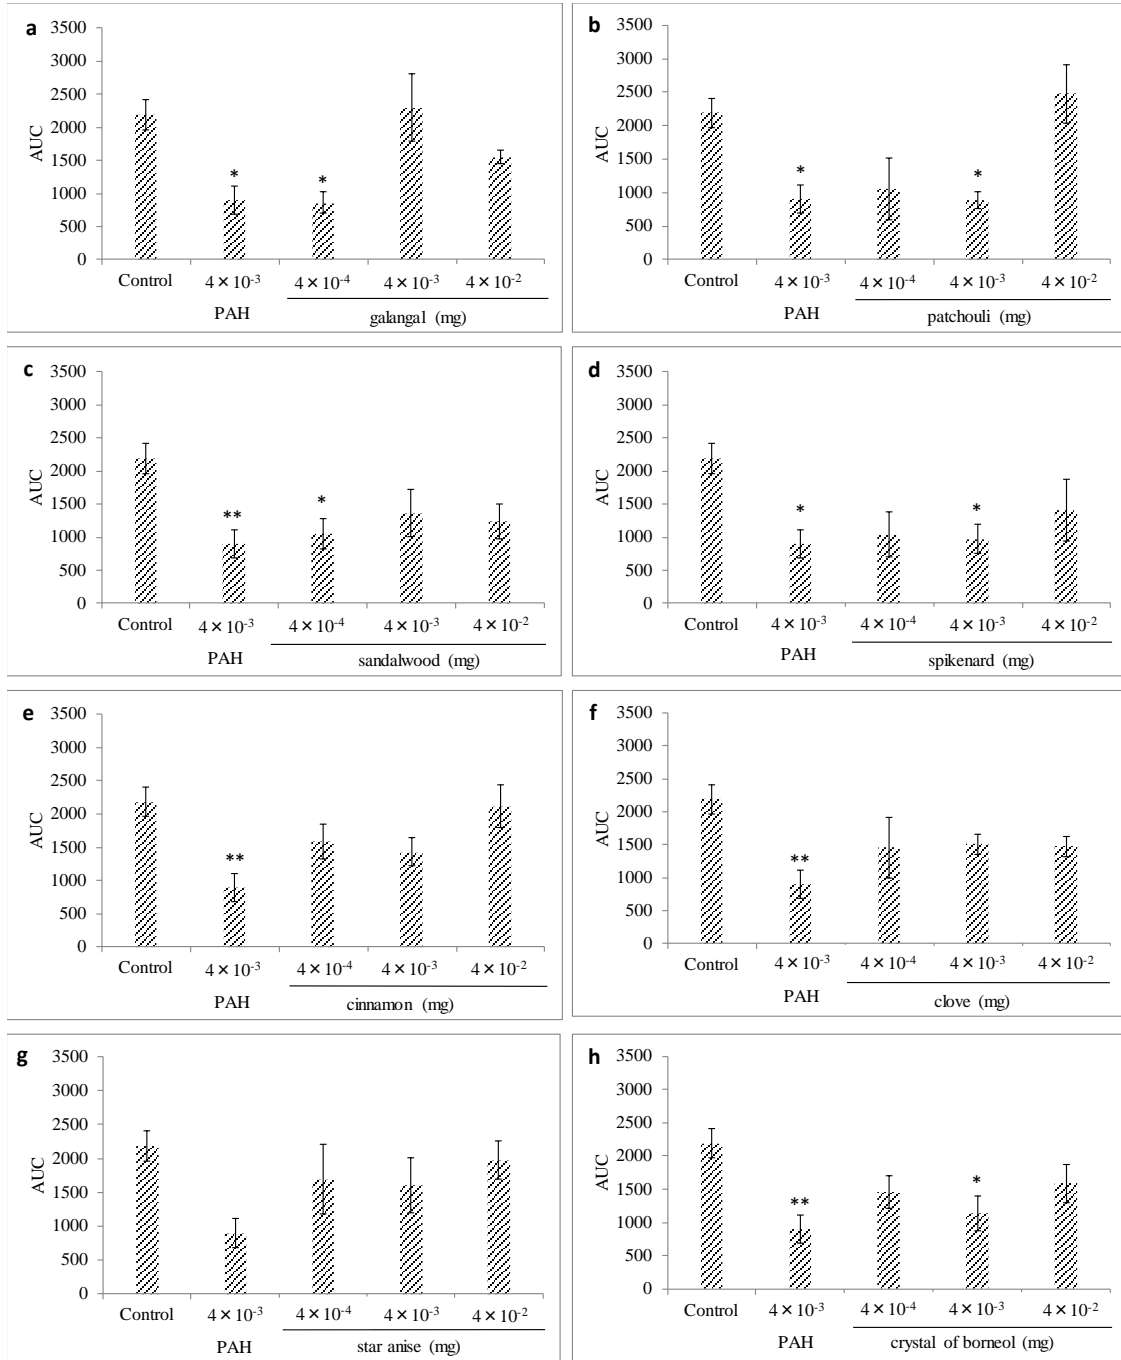 a
3500
3000
2500
2000
1500
1000
500
0
AUC
* *
Control 4×10-3 4×10-4 4×10-3 4×10-2
PAH galangal (mg)
b
3500
3000
2500
2000
1500
1000
500
0
AUC
* *
Control 4×10-3 4×10-4 4×10-3 4×10-2
PAH patchouli (mg)
c
3500
3000
2500
2000
1500
1000
500
0
AUC
** *
Control 4×10-3 4×10-4 4×10-3 4×10-2
PAH sandalwood (mg)
d
3500
3000
2500
2000
1500
1000
500
0
AUC
* *
Control 4×10-3 4×10-4 4×10-3 4×10-2
PAH spikenard (mg)
e
3500
3000
2500
2000
1500
1000
500
0
AUC
**
Control 4×10-3 4×10-4 4×10-3 4×10-2
PAH cinnamon (mg)
f
3500
3000
2500
2000
1500
1000
500
0
AUC
**
Control 4×10-3 4×10-4 4×10-3 4×10-2
PAH clove (mg)
g
3500
3000
2500
2000
1500
1000
500
0
AUC
Control 4×10-3 4×10-4 4×10-3 4×10-2
PAH star anise (mg)
h
3500
3000
2500
2000
1500
1000
500
0
AUC
** *
Control 4×10-3 4×10-4 4×10-3 4×10-2
PAH crystal of borneol (mg)